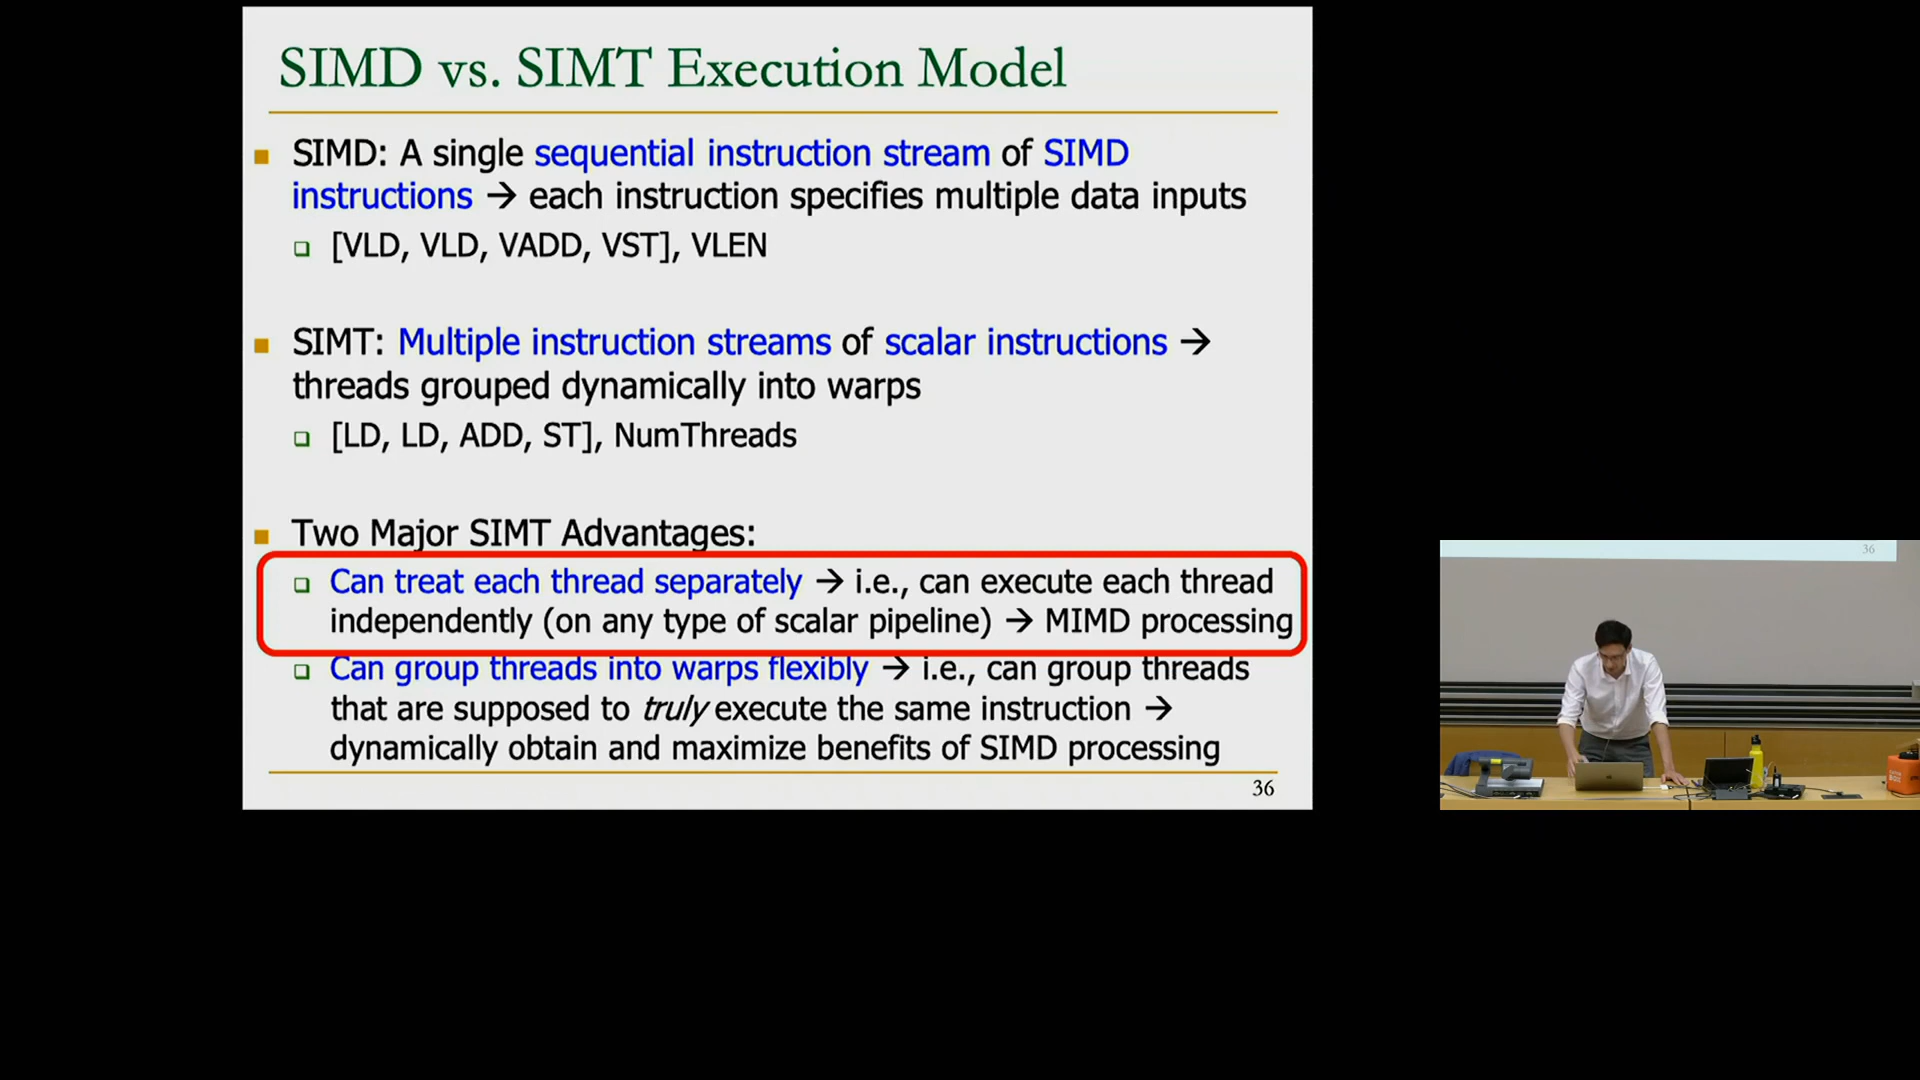 SIMD vs. SIMT Execution Model
SIMD: A single sequential instruction stream of SIMD
instructions → each instruction specifies multiple data inputs
[VLD, VLD, VADD, VST], VLEN
SIMT: Multiple instruction streams of scalar instructions →
threads grouped dynamically into warps
[LD, LD, ADD, ST], NumThreads
Two Major SIMT Advantages:
Can treat each thread separately → i.e., can execute each thread
independently (on any type of scalar pipeline) → MIMD processing
Can group threads into warps flexibly → i.e., can group threads
that are supposed to truly execute the same instruction →
dynamically obtain and maximize benefits of SIMD processing
36
36